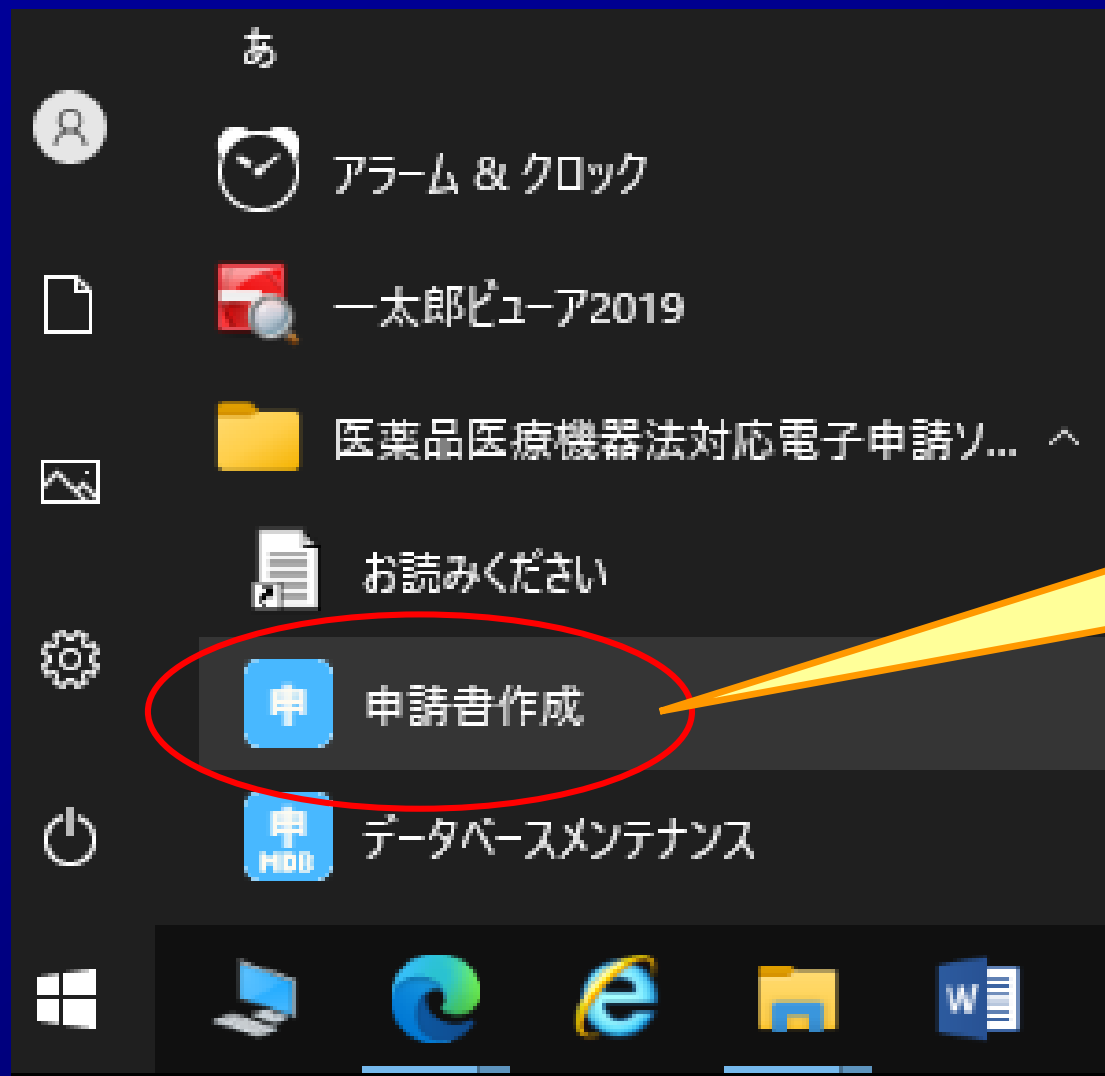 あ
アラーム & クロック
一太郎ビューア2019
医薬品医療機器法対応電子申請ソ...
お読みください
申 申請者作成
申 MDB データベースメンテナンス
W